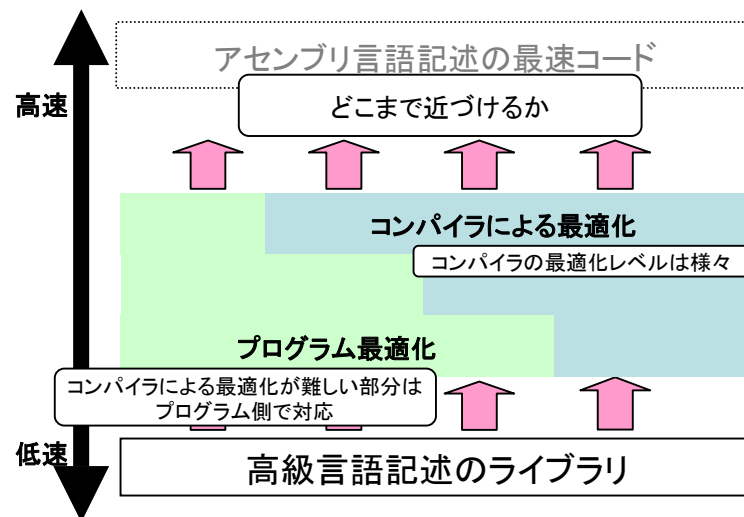 アセンブリ言語記述の最速コード
高速
どこまで近づけるか
コンパイラによる最適化
コンパイラの最適化レベルは様々
プログラム最適化
コンパイラによる最適化が難しい部分は
プログラム側で対応
低速
高級言語記述のライブラリ